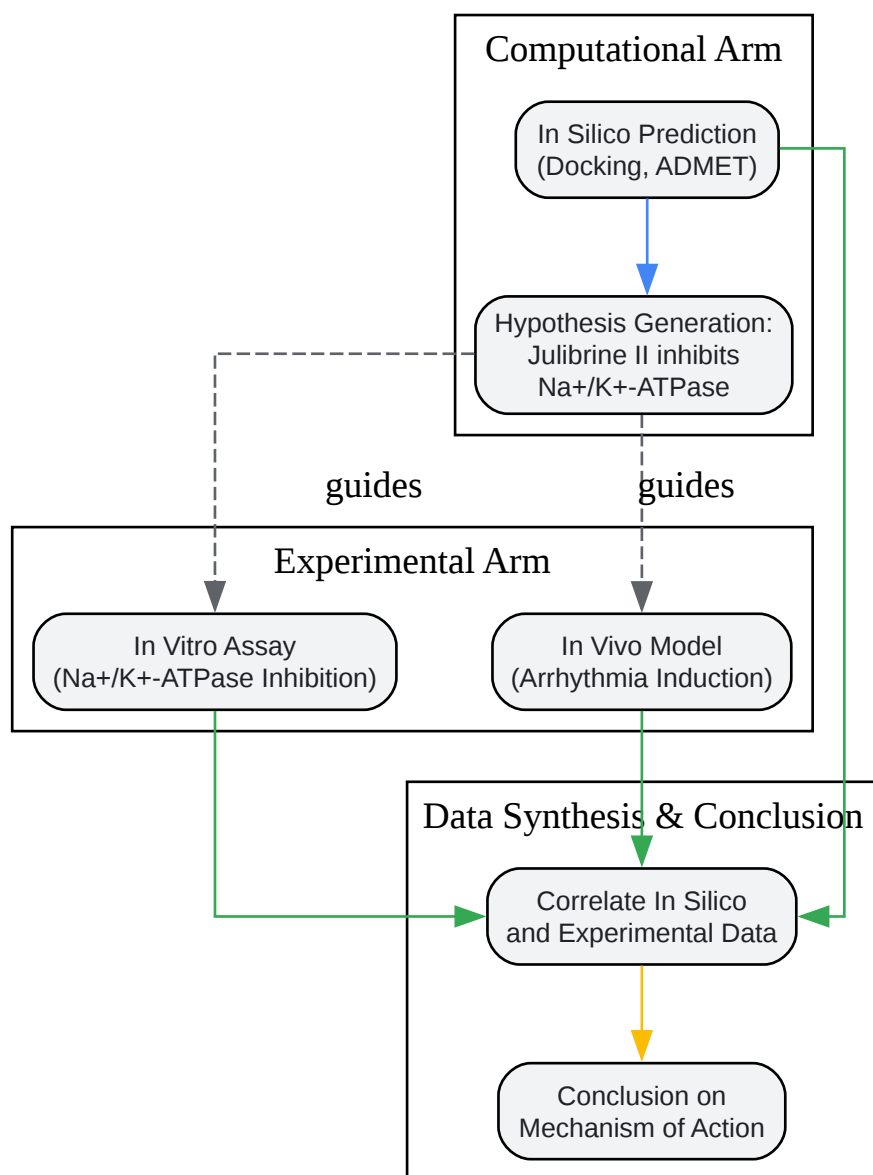 Computational Arm
In Silico Prediction
(Docking, ADMET)
Hypothesis Generation:
Julibrine II inhibits
Na+/K+-ATPase
guides
guides
Experimental Arm
In Vitro Assay
(Na+/K+-ATPase Inhibition)
In Vivo Model
(Arrhythmia Induction)
Data Synthesis & Conclusion
Correlate In Silico
and Experimental Data
Conclusion on
Mechanism of Action